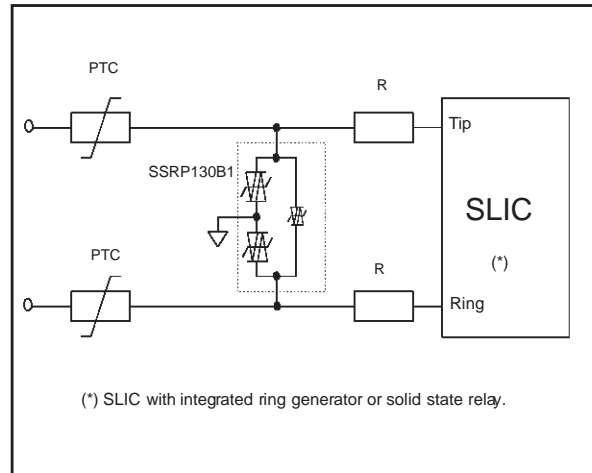 PTC
R
Tip
SSRP130B1
SLIC
(*)
PTC
R
Ring
(*) SLIC with integrated ring generator or solid state relay.